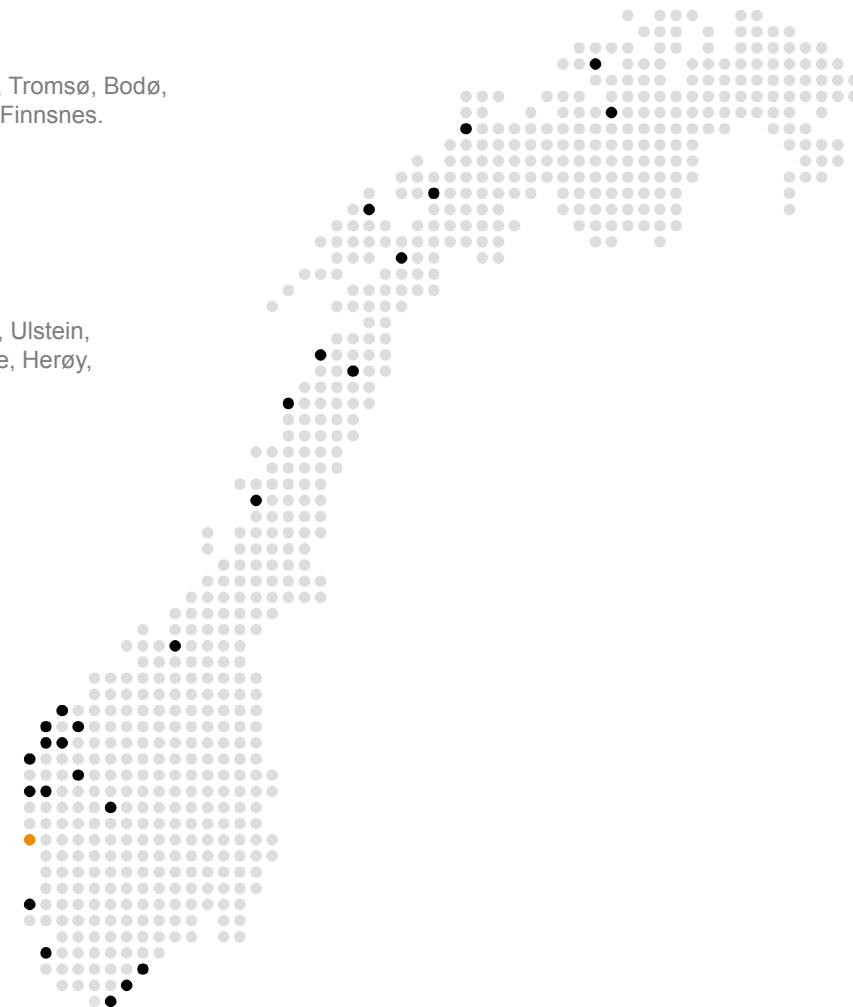 , Tromsø, Bodø,
Finnsnes.
, Ulstein,
e, Herøy,